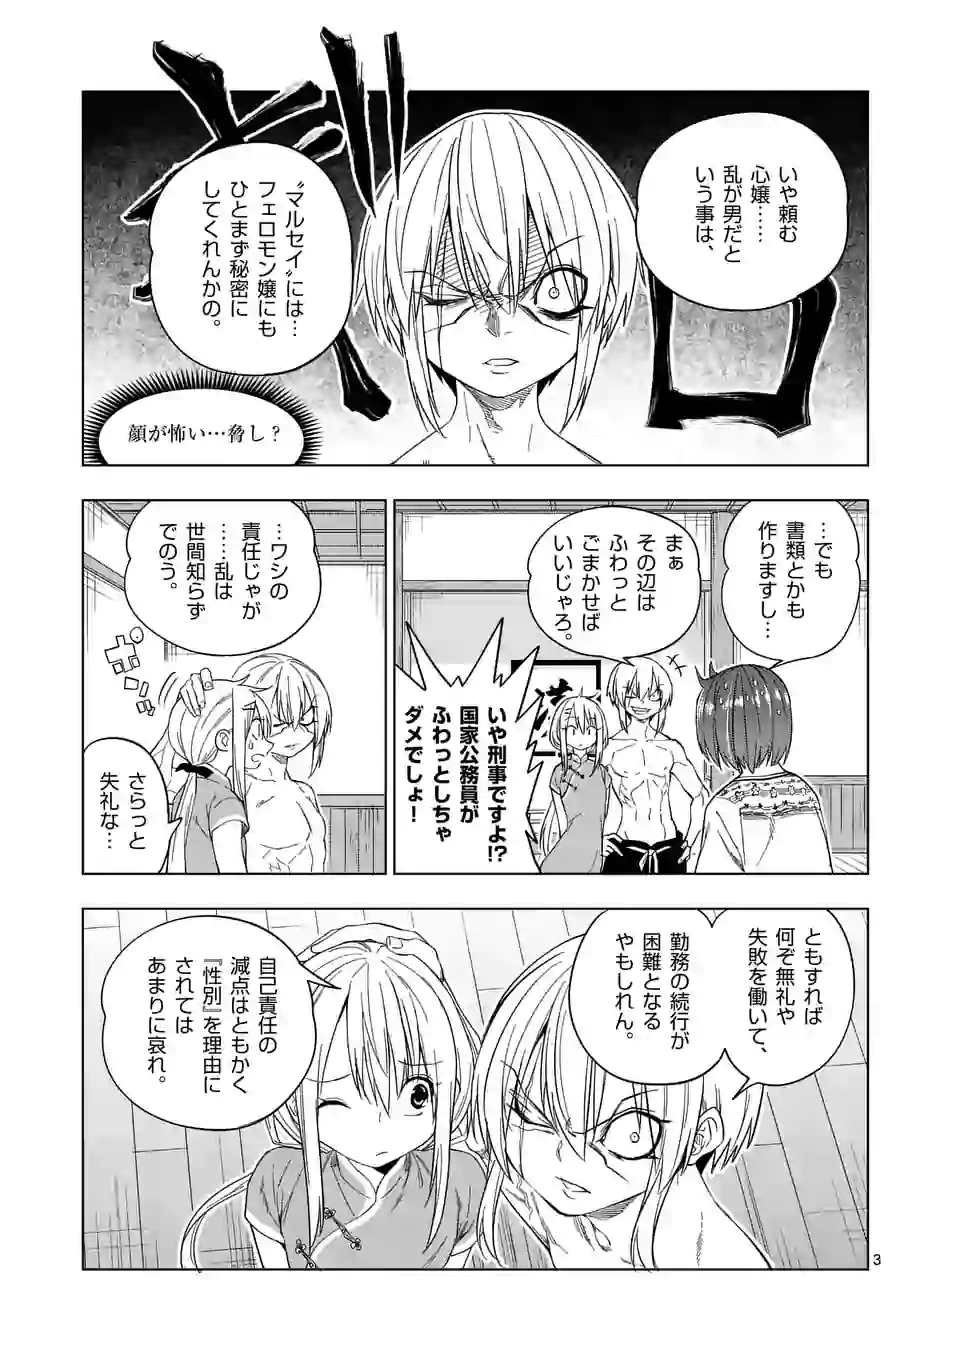 いや頼む
心嬢……
乱が男だと
いう事は、
“マルセイ”には…
フェロモン嬢にも
ひとまず秘密に
してくれんかの。
ギロ
顔が怖い…脅し？
…でも
書類とかも
作りますし…
まぁ
その辺は
ふわっと
ごまかせば
いいじゃろ。
いや刑事ですよ!?
国家公務員が
ふわっとしちゃ
ダメでしょ！
…ワシの
責任じゃが
……乱は
世間知らず
でのう。
ポン
さらっと
失礼な…
ともすれば
何ぞ無礼や
失敗を働いて、
勤務の続行が
困難となる
やもしれん。
自己責任の
減点はともかく
『性別』を理由に
されては
あまりに哀れ。
3